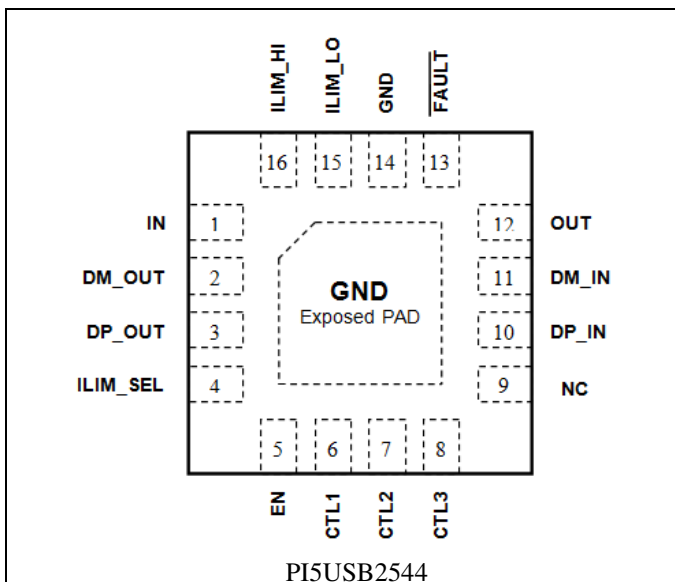 ILIM_HI
ILIM_LO
GND
FAULT
16
15
14
13
IN
1
12
OUT
DM_OUT
2
11
DM_IN
GND
Exposed PAD
DP_OUT
3
10
DP_IN
ILIM_SEL
4
9
NC
5
6
7
8
EN
CTL1
CTL2
CTL3
PI5USB2544